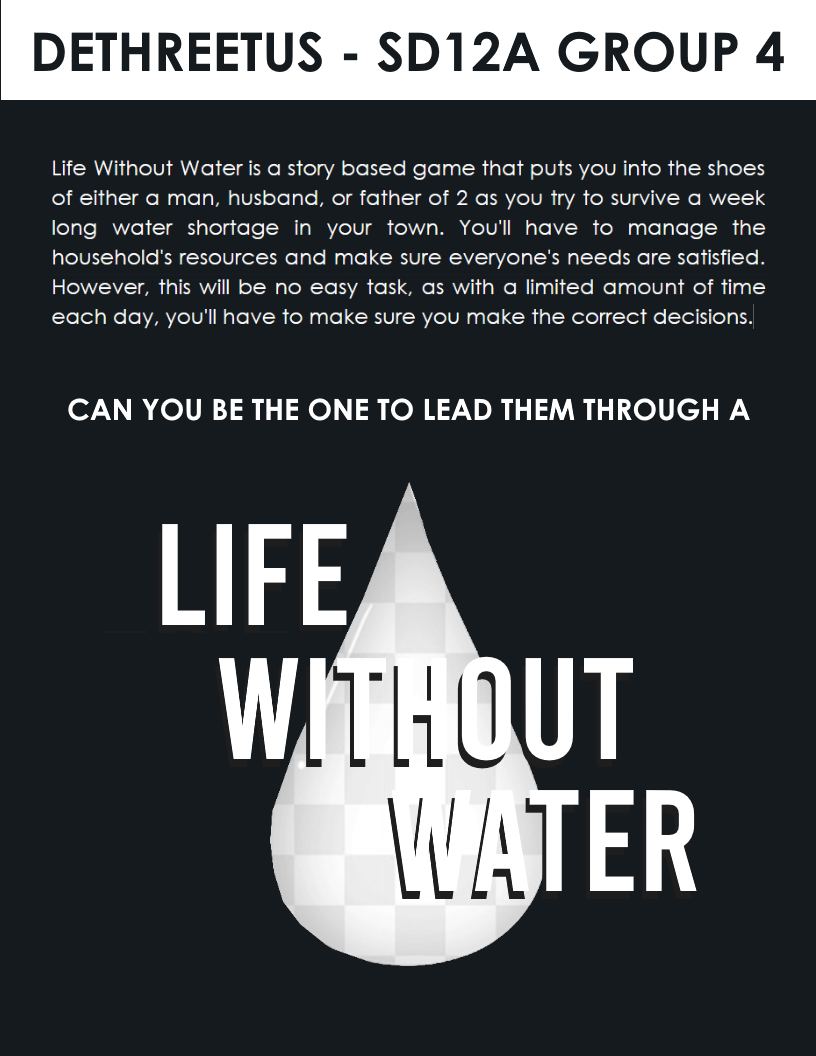 DETHREETUS - SD12A GROUP 4
Life Without Water is a story based game that puts you into the shoes
of either a man, husband, or father of 2 as you try to survive a week
long water shortage in your town. You'll have to manage the
household's resources and make sure everyone's needs are satisfied.
However, this will be no easy task, as with a limited amount of time
each day, you'll have to make sure you make the correct decisions.
CAN YOU BE THE ONE TO LEAD THEM THROUGH A
LIFE
WITHOUT
WATER